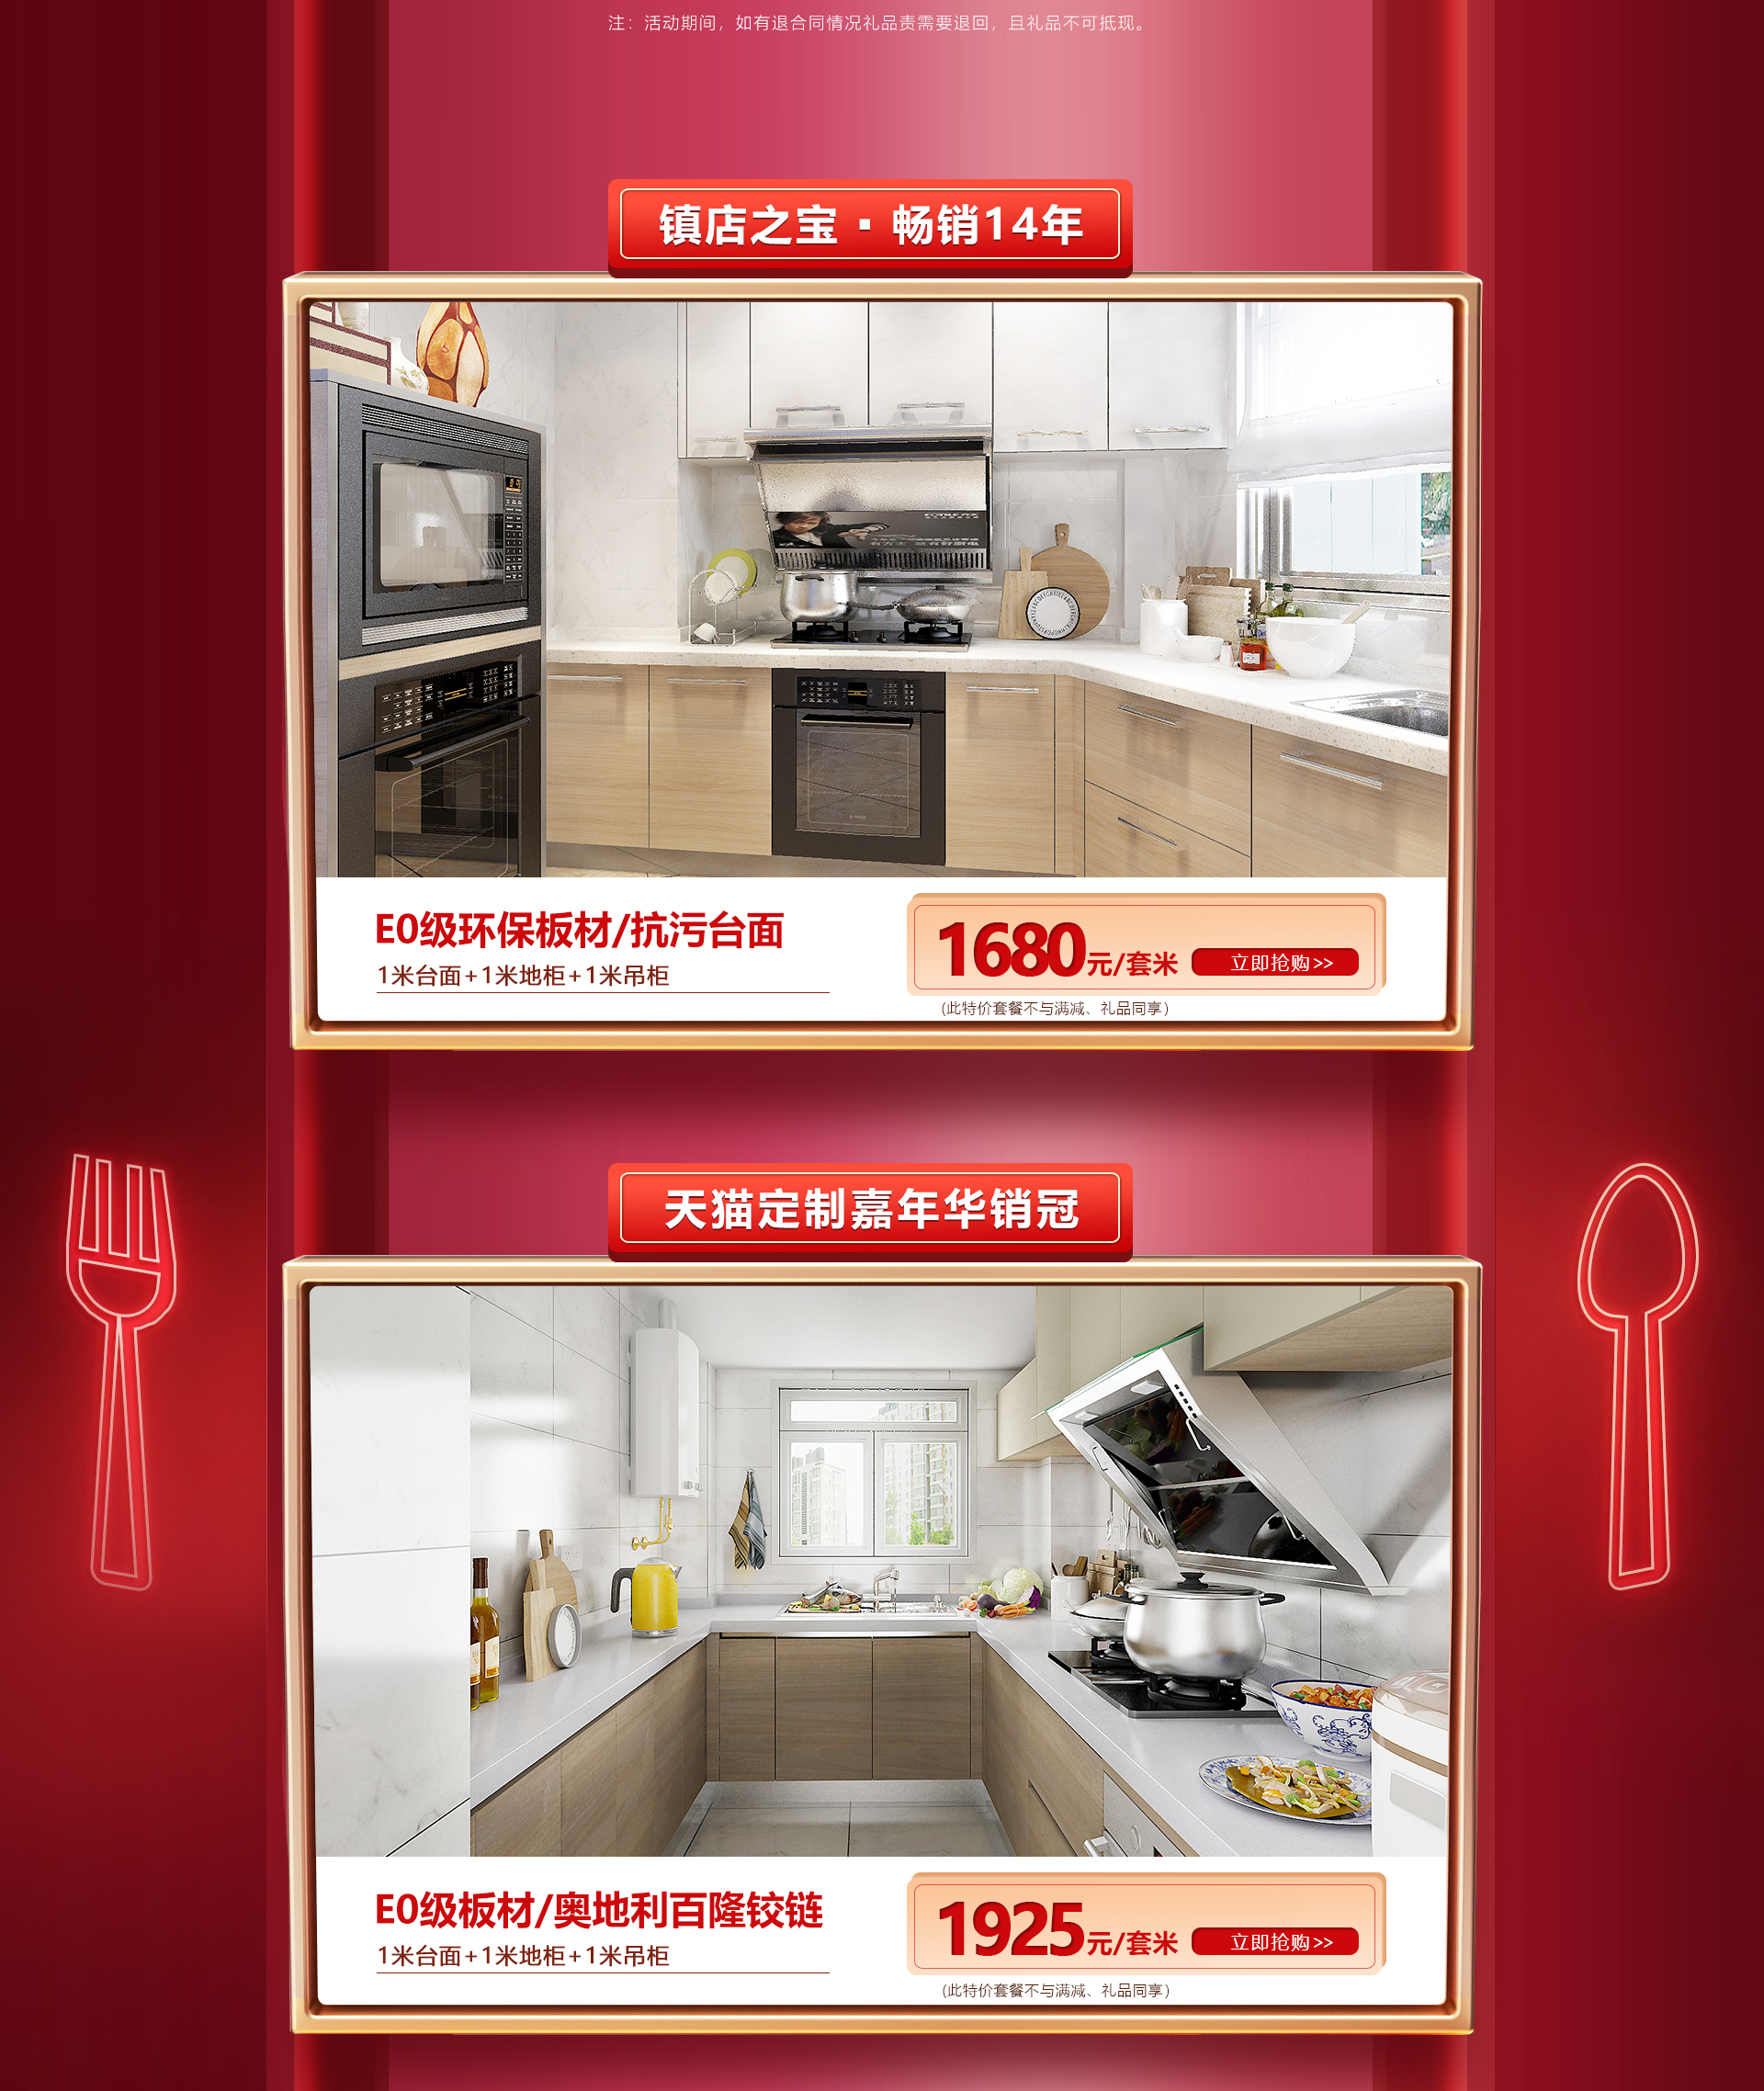 注：活动期间，如有退合同情况礼品责需要退回，且礼品不可抵现。
镇店之宝·畅销14年
E0级环保板材/抗污台面
1米台面+1米地柜+1米吊柜
1680元/套米 立即抢购>>
(此特价套餐不与满减、礼品同享)
天猫定制嘉年华销冠
E0级板材/奥地利百隆铰链
1米台面+1米地柜+1米吊柜
1925元/套米 立即抢购>>
(此特价套餐不与满减、礼品同享)